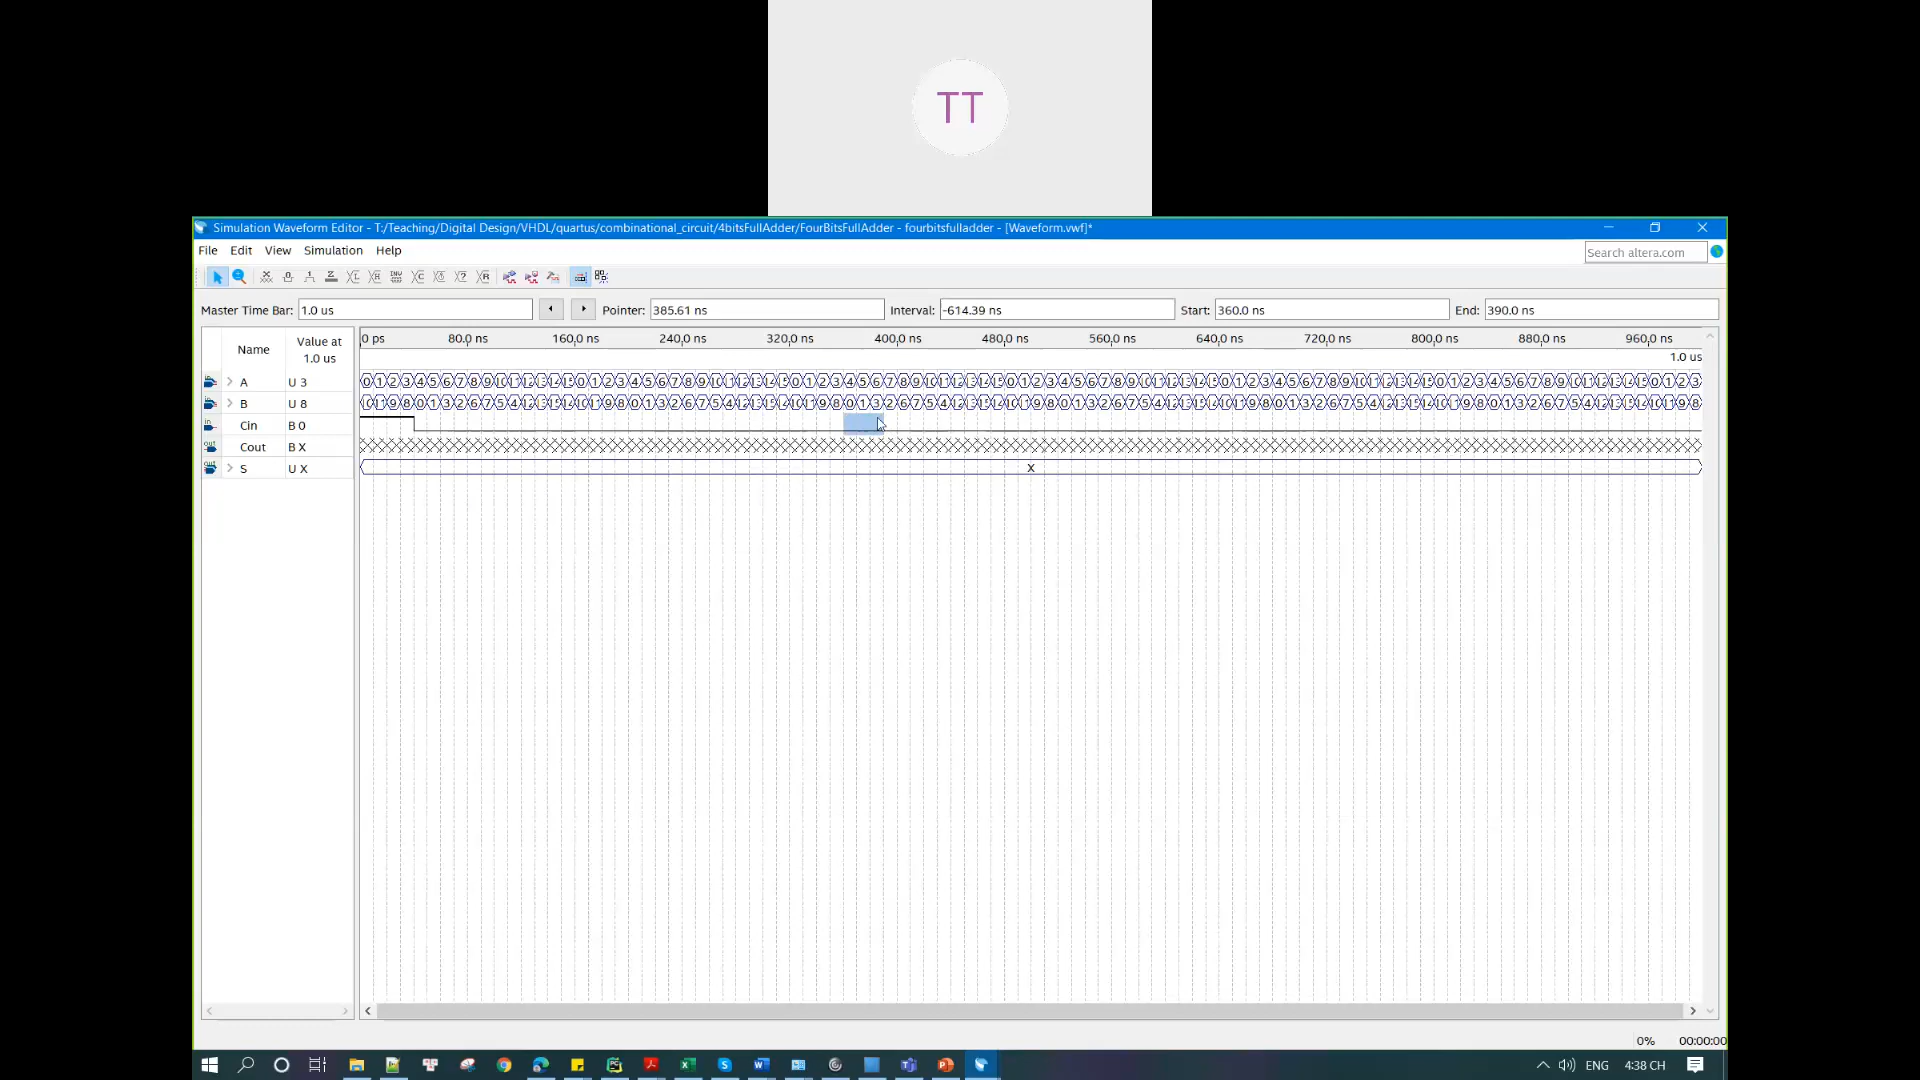 TT
Simulation Waveform Editor - T:/Teaching/Digital Design/VHDL/quartus/combinational_circuit/4bitsFullAdder/FourBitsFullAdder - fourbitsfulladder - [Waveform.vwf]*
File Edit View Simulation Help
Search altera.com
Master Time Bar: 1.0 us Pointer: 385.61 ns Interval: -614.39 ns Start: 360.0 ns End: 390.0 ns
Name Value at 1.0 us
0 ps 80.0 ns 160.0 ns 240.0 ns 320.0 ns 400.0 ns 480.0 ns 560.0 ns 640.0 ns 720.0 ns 800.0 ns 880.0 ns 960.0 ns
1.0 us
A U 3
B U 8
Cin B 0
Cout B X
S U X X
0% 00:00:00
ENG 4:38 CH